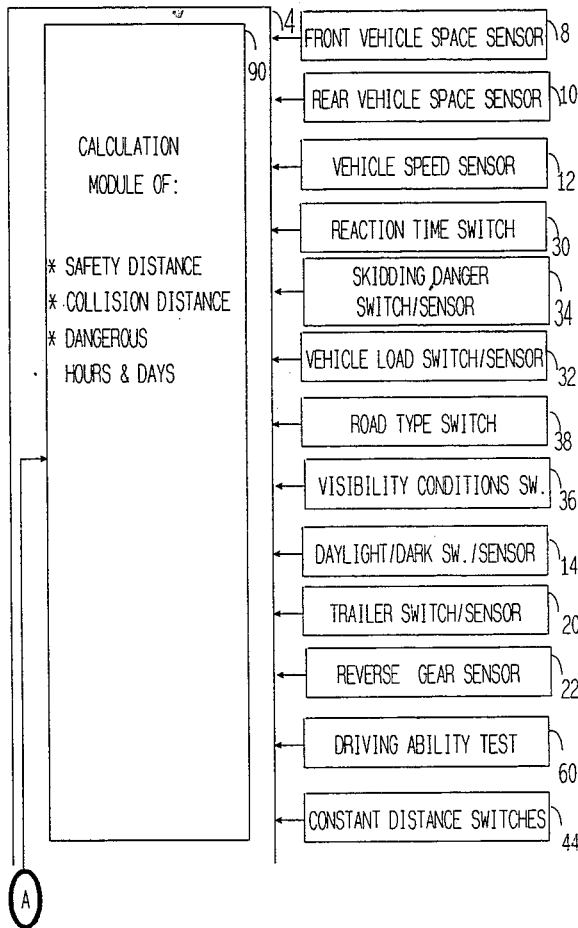 4
90
CALCULATION
MODULE OF:
* SAFETY DISTANCE
* COLLISION DISTANCE
* DANGEROUS
HOURS & DAYS
A
FRONT VEHICLE SPACE SENSOR
8
REAR VEHICLE SPACE SENSOR
10
VEHICLE SPEED SENSOR
12
REACTION TIME SWITCH
30
SKIDDING DANGER
SWITCH/SENSOR
34
VEHICLE LOAD SWITCH/SENSOR
32
ROAD TYPE SWITCH
38
VISIBILITY CONDITIONS SW.
36
DAYLIGHT/DARK SW./SENSOR
14
TRAILER SWITCH/SENSOR
20
REVERSE GEAR SENSOR
22
DRIVING ABILITY TEST
60
CONSTANT DISTANCE SWITCHES
44